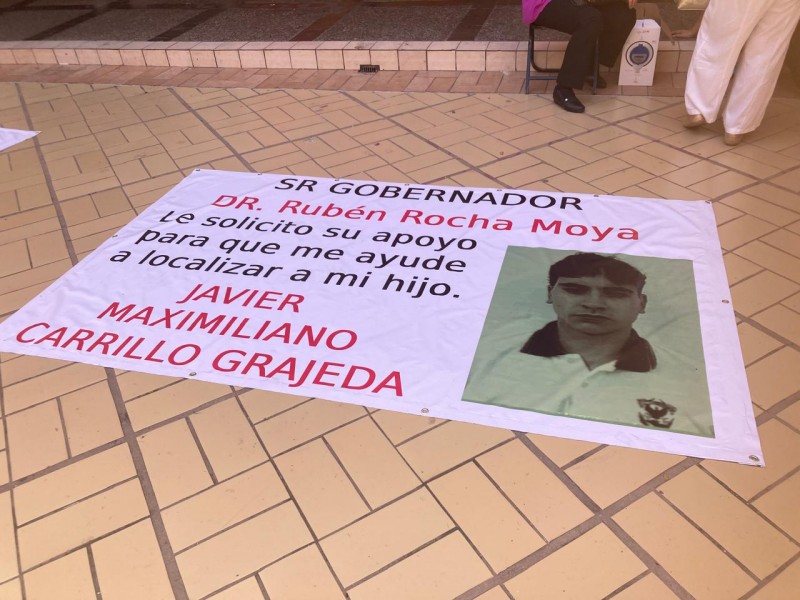 SR GOBERNADOR
DR. Rubén Rocha Moya
Le solicito su apoyo
para que me ayude
a localizar a mi hijo.
JAVIER
MAXIMILIANO
CARRILLO GRAJEDA